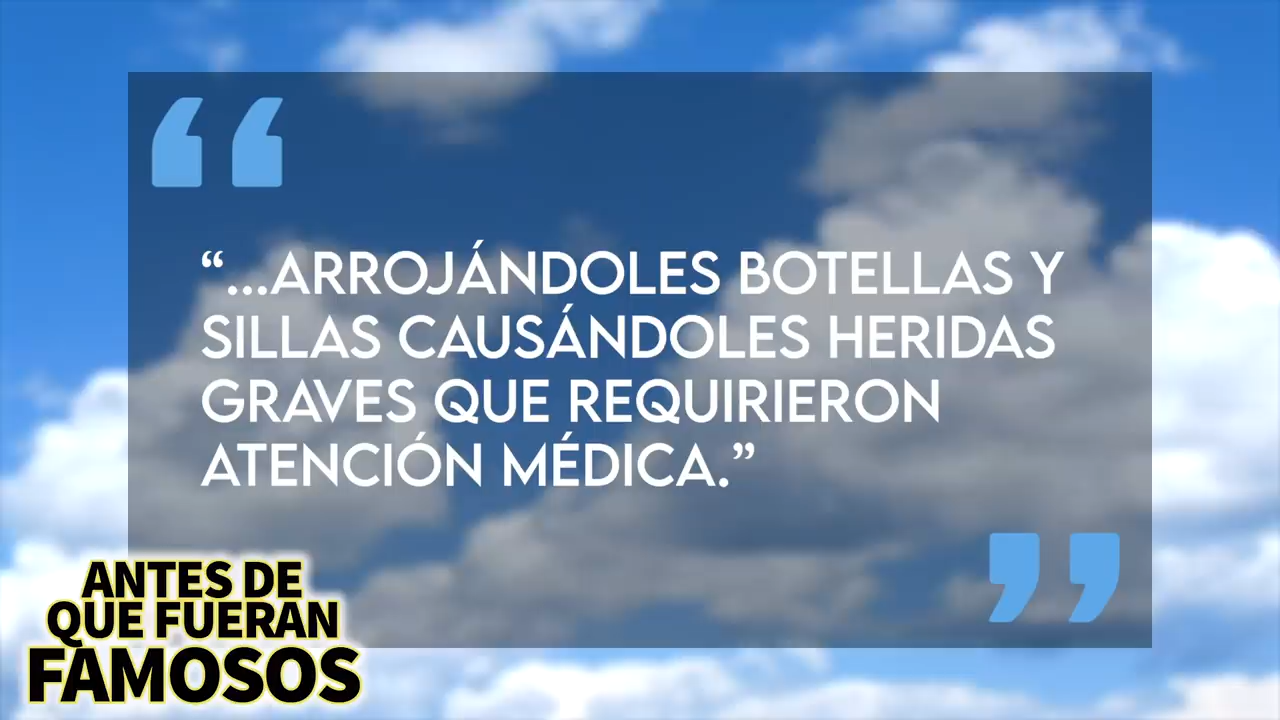 “...ARROJÁNDOLES BOTELLAS Y
SILLAS CAUSÁNDOLES HERIDAS
GRAVES QUE REQUIRIERON
ATENCIÓN MÉDICA.”
ANTES DE
QUE FUERAN
FAMOSOS